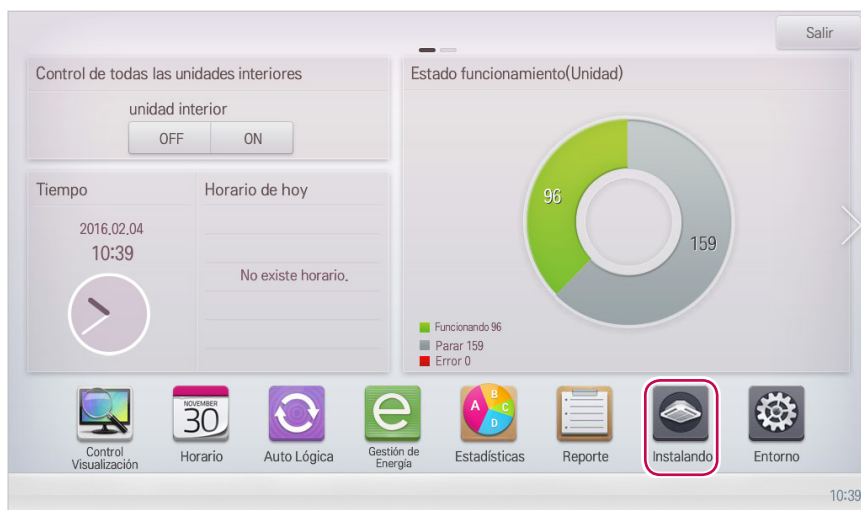 Salir
Control de todas las unidades interiores
unidad interior
OFF
ON
Estado funcionamiento(Unidad)
96
159
Funcionando 96
Parar 159
Error 0
Tiempo
2016.02.04
10:39
Horario de hoy
No existe horario.
Control
Visualización
NOVEMBER
30
Horario
Auto Lógica
e
Gestión de
Energía
A
B
C
D
Estadísticas
Reporte
Instalando
Entorno
10:39